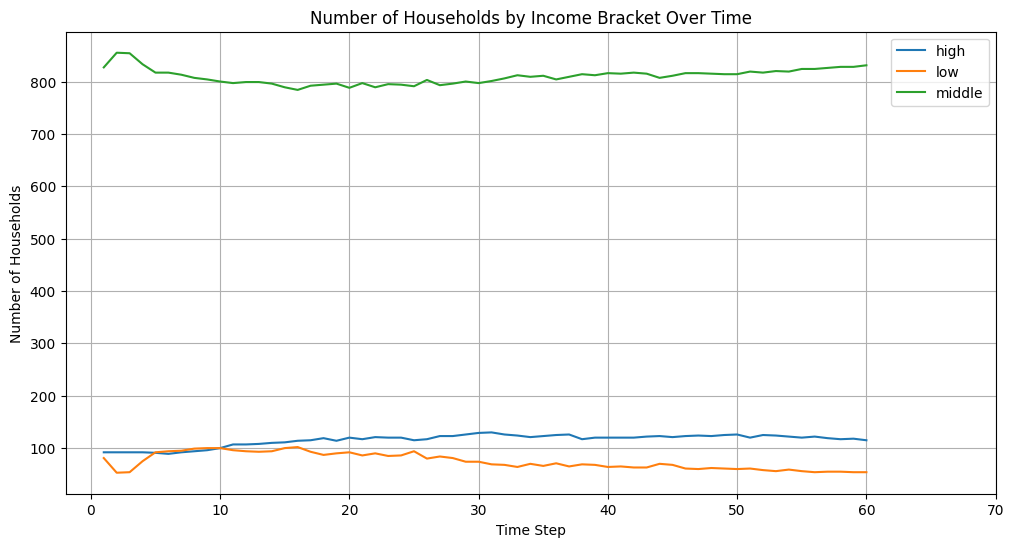 Number of Households by Income Bracket Over Time
high
low
middle
Number of Households
800
700
600
500
400
300
200
100
0 10 20 30 40 50 60 70
Time Step